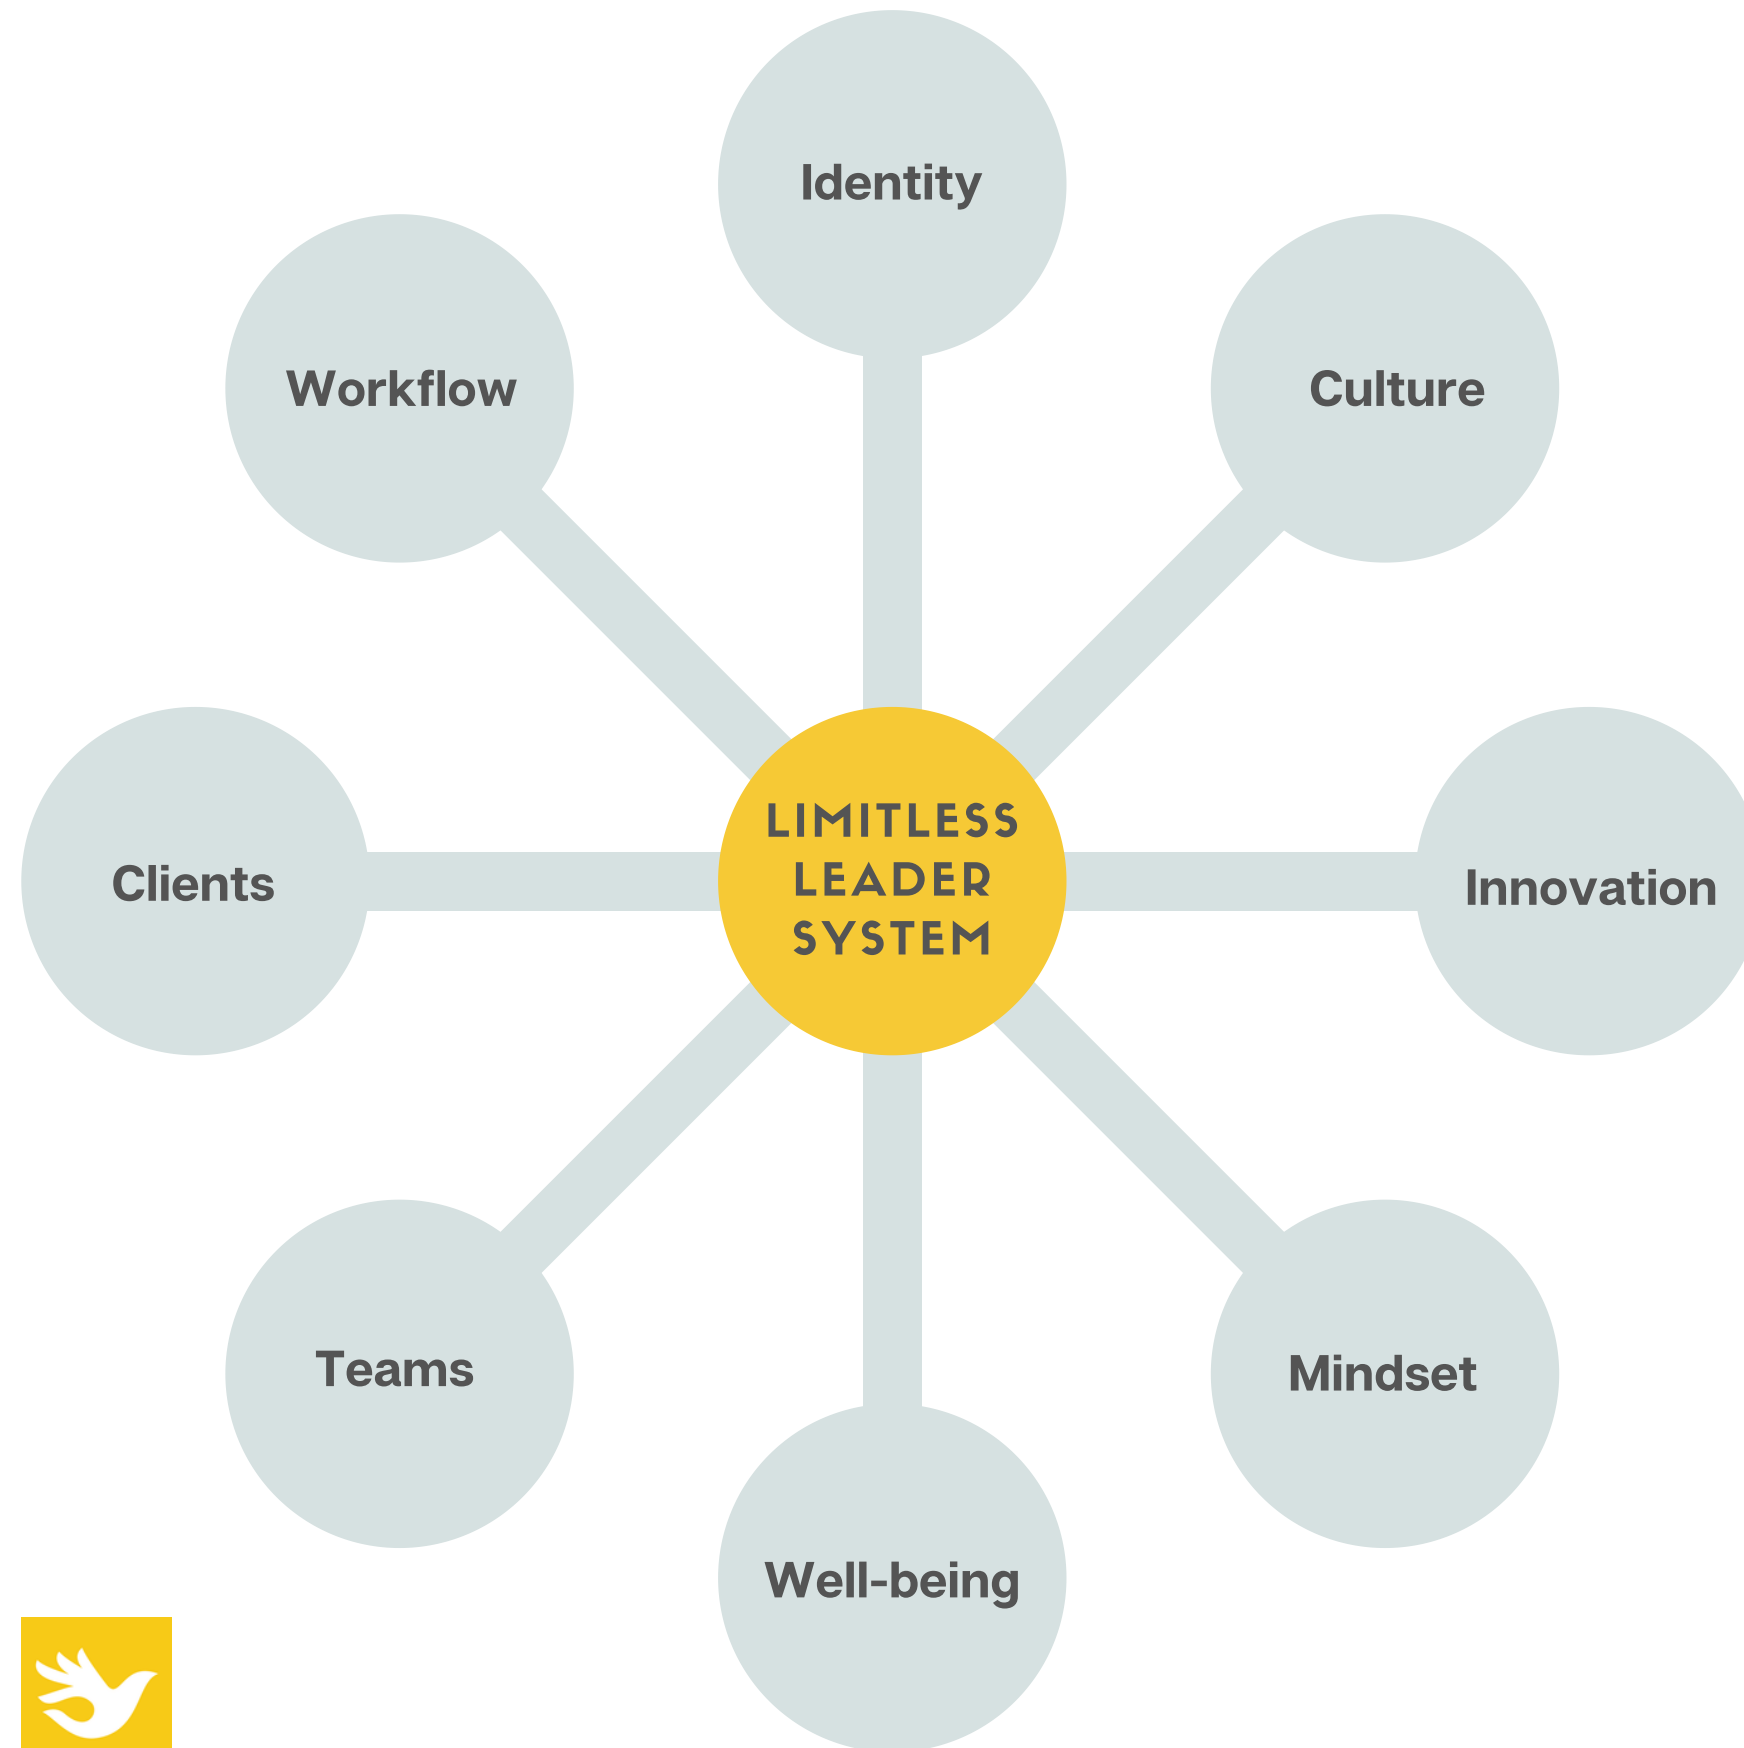 Identity
Workflow
Culture
LIMITLESS
LEADER
SYSTEM
Clients
Innovation
Teams
Mindset
Well-being